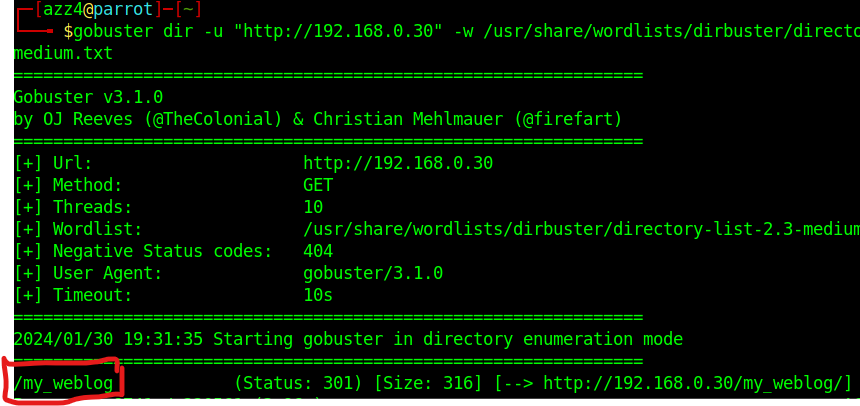 ┌─[azz4@parrot]─[~]
└──╼ $gobuster dir -u "http://192.168.0.30" -w /usr/share/wordlists/dirbuster/directo
medium.txt
===============================================================
Gobuster v3.1.0
by OJ Reeves (@TheColonial) & Christian Mehlmauer (@firefart)
===============================================================
[+] Url:                     http://192.168.0.30
[+] Method:                  GET
[+] Threads:                 10
[+] Wordlist:                /usr/share/wordlists/dirbuster/directory-list-2.3-medium
[+] Negative Status codes:   404
[+] User Agent:              gobuster/3.1.0
[+] Timeout:                 10s
===============================================================
2024/01/30 19:31:35 Starting gobuster in directory enumeration mode
===============================================================
/my_weblog            (Status: 301) [Size: 316] [--> http://192.168.0.30/my_weblog/]